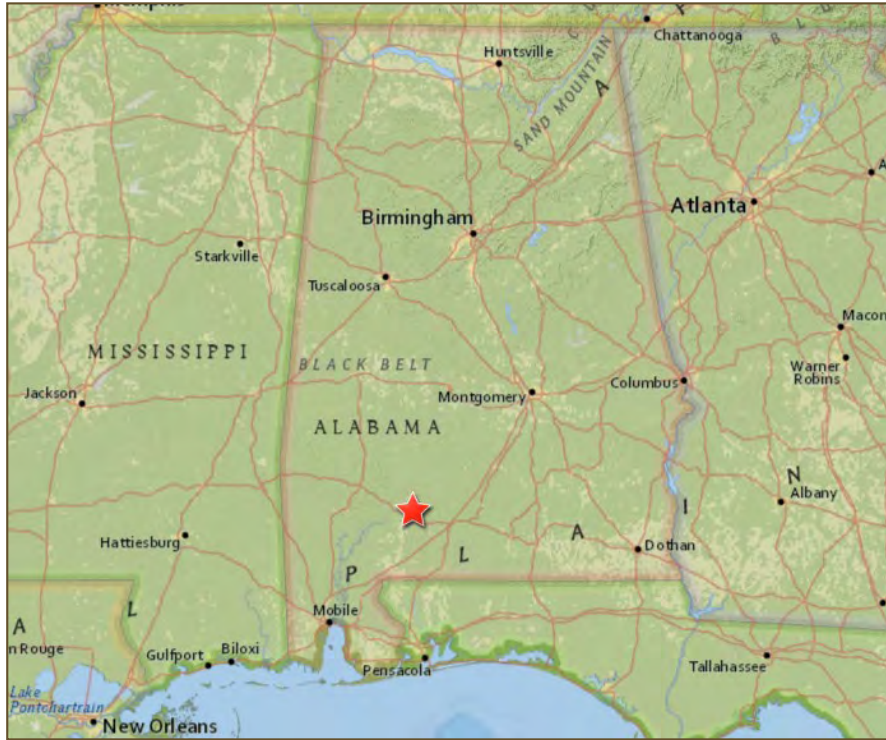 Memphis
Huntsville
Chattanooga
SAND MOUNTAIN
A
B L U
Birmingham
Atlanta
Starkville
Tuscaloosa
Macon
MISSISSIPPI
BLACK BELT
Warner
Robins
Jackson
Montgomery
Columbus
ALABAMA
N
Albany
I
Hattiesburg
A
Dothan
L
P
L
Mobile
A
n Rouge
Gulfport
Biloxi
Pensacola
Tallahassee
Lake
Pontchartrain
New Orleans